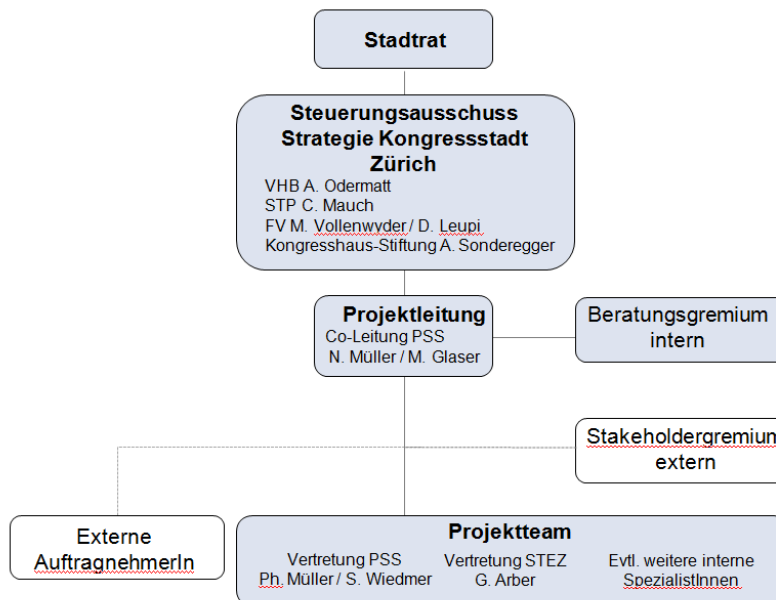 Stadtrat
Steuerungsausschuss
Strategie Kongressstadt
Zürich
VHB A. Odermatt
STP C. Mauch
FV M. Vollenwyder / D. Leupi
Kongresshaus-Stiftung A. Sonderegger
Projektleitung
Co-Leitung PSS
N. Müller / M. Glaser
Beratungsgremium
intern
Stakeholdergremium
extern
Externe
AuftragnehmerIn
Projektteam
Vertretung PSS
Ph. Müller / S. Wiedmer
Vertretung STEZ
G. Arber
Evtl. weitere interne
SpezialistInnen